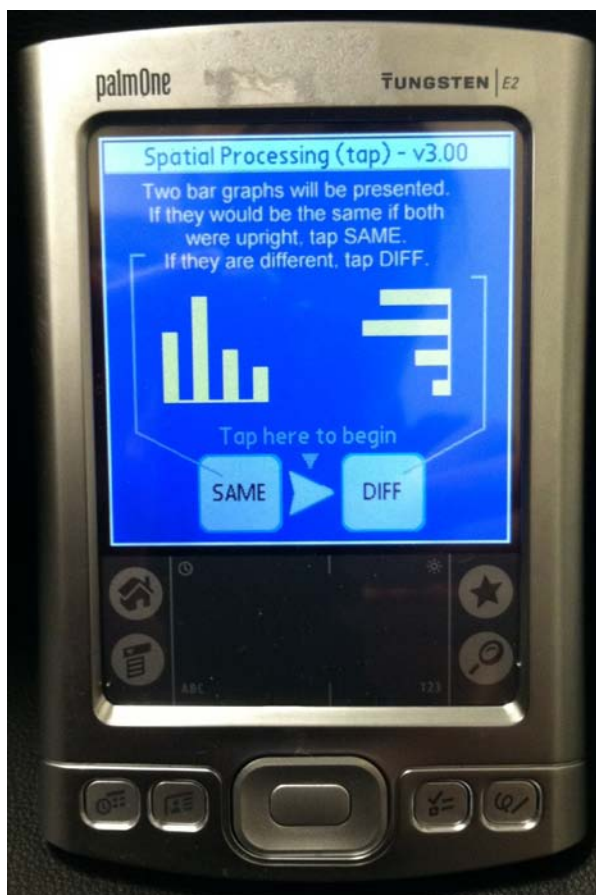 palmOne
TUNGSTEN | E2
Spatial Processing (tap) - v3.00
Two bar graphs will be presented.
If they would be the same if both
were upright, tap SAME.
If they are different, tap DIFF.
Tap here to begin
SAME
DIFF
ABC
123